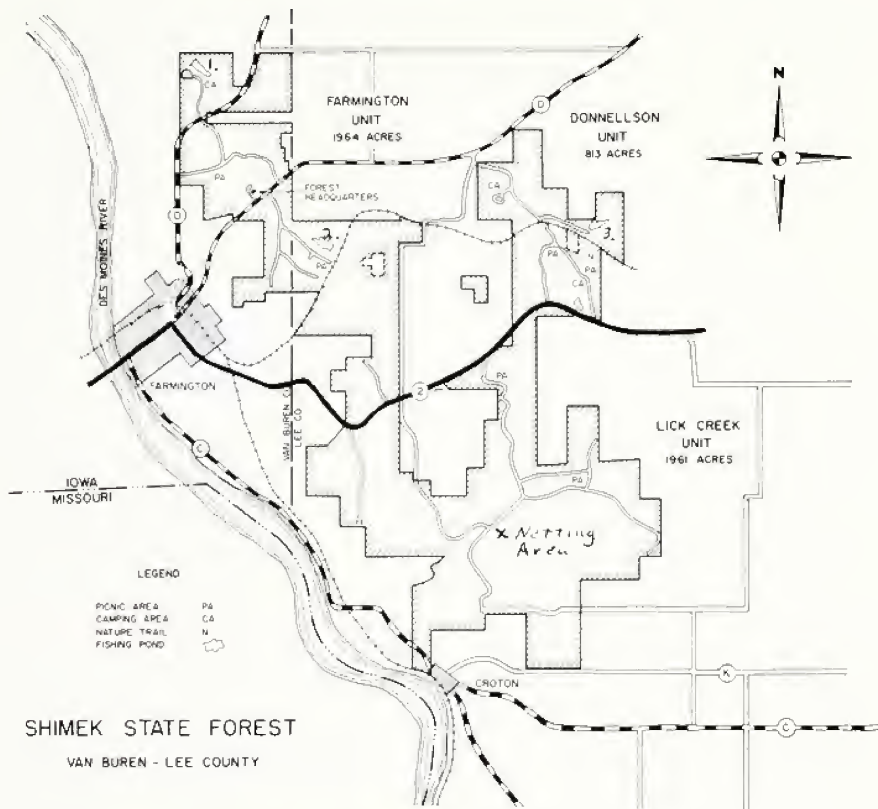 1.
CA
FARMINGTON
UNIT
1964 ACRES
D
DONNELLSON
UNIT
813 ACRES
N
PA
FOREST
HEADQUARTERS
CA
D
2.
3.
PA
PA
N
PA
CA
DES MOINES RIVER
FARMINGTON
2
PA
VAN BUREN CO
LEE CO
C
LICK CREEK
UNIT
1961 ACRES
PA
IOWA
MISSOURI
x Netting
Area
LEGEND
PICNIC AREA PA
CAMPING AREA CA
NATURE TRAIL N
FISHING POND
CROTON
K
C
SHIMEK STATE FOREST
VAN BUREN - LEE COUNTY